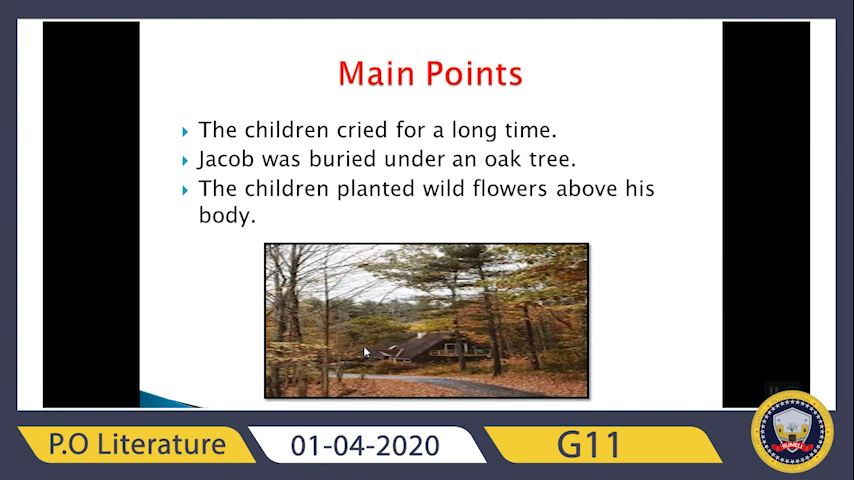 Main Points
The children cried for a long time.
Jacob was buried under an oak tree.
The children planted wild flowers above his
body.
P.O Literature
01-04-2020
G11